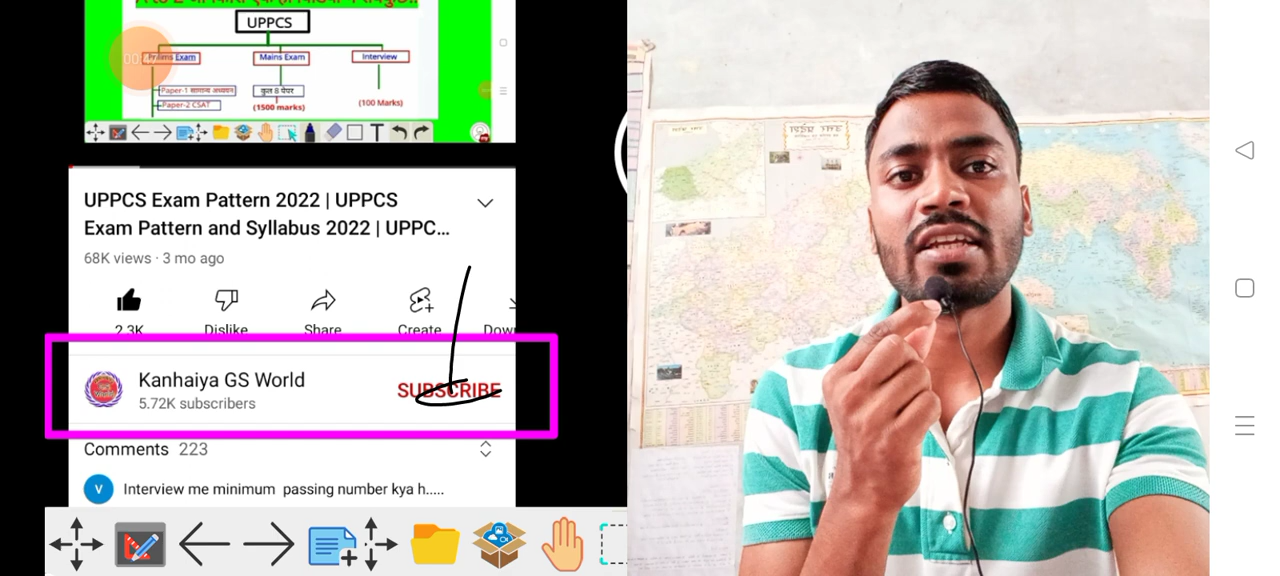 UPPCS
Prelims Exam
Mains Exam
Interview
Paper-1 सामान्य अध्ययन
Paper-2 CSAT
कुल 8 पेपर
(1500 marks)
(100 Marks)
T
UPPCS Exam Pattern 2022 | UPPCS
Exam Pattern and Syllabus 2022 | UPPC...
68K views · 3 mo ago
2.3K
Dislike
Share
Create
Down
Kanhaiya GS World
5.72K subscribers
SUBSCRIBE
Comments 223
V
Interview me minimum passing number kya h.....